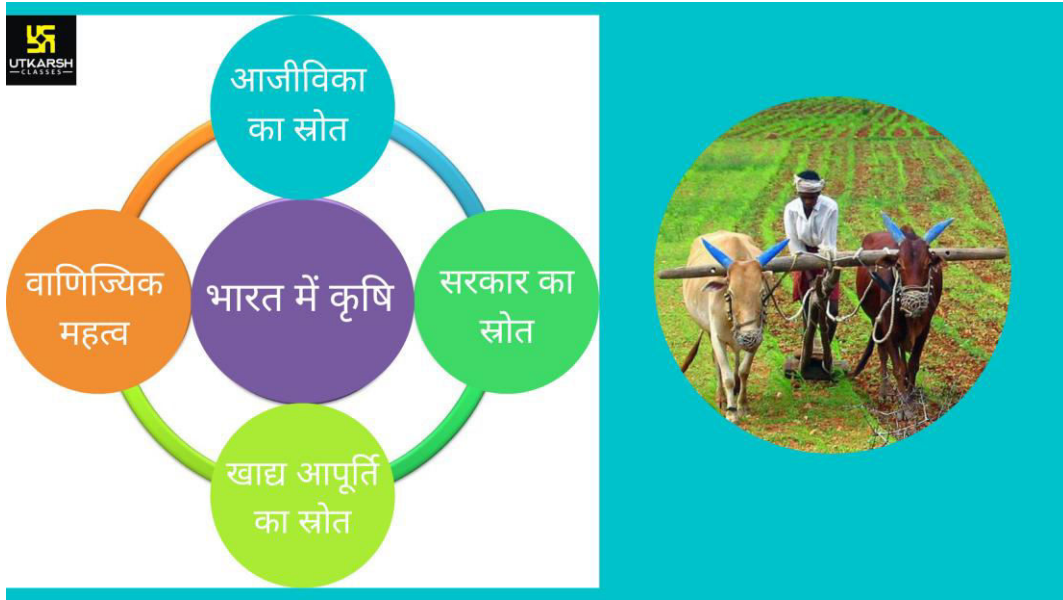 UTKARSH
CLASSES
आजीविका
का स्रोत
वाणिज्यिक
महत्व
भारत में कृषि
सरकार का
स्रोत
खाद्य आपूर्ति
का स्रोत